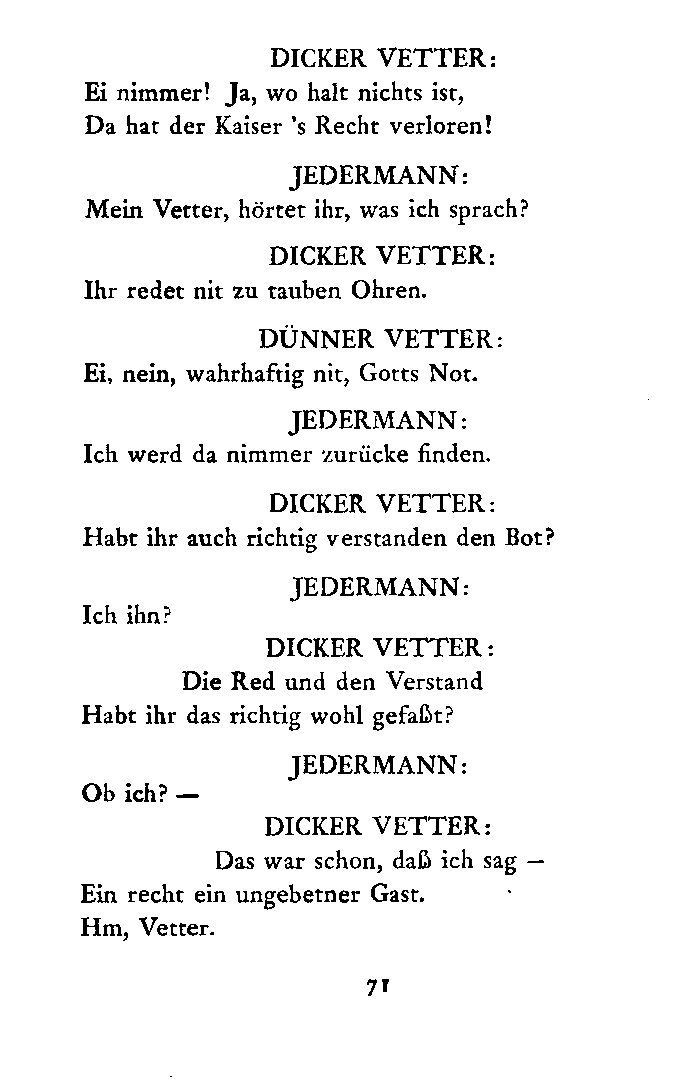 DICKER VETTER:
Ei nimmer! Ja, wo halt nichts ist,
Da hat der Kaiser 's Recht verloren!
JEDERMANN:
Mein Vetter, hörtet ihr, was ich sprach?
DICKER VETTER:
Ihr redet nit zu tauben Ohren.
DÜNNER VETTER:
Ei, nein, wahrhaftig nit, Gotts Not.
JEDERMANN:
Ich werd da nimmer zurücke finden.
DICKER VETTER:
Habt ihr auch richtig verstanden den Bot?
JEDERMANN:
Ich ihn?
DICKER VETTER:
Die Red und den Verstand
Habt ihr das richtig wohl gefaßt?
JEDERMANN:
Ob ich? —
DICKER VETTER:
Das war schon, daß ich sag —
Ein recht ein ungebetner Gast.
Hm, Vetter.
71